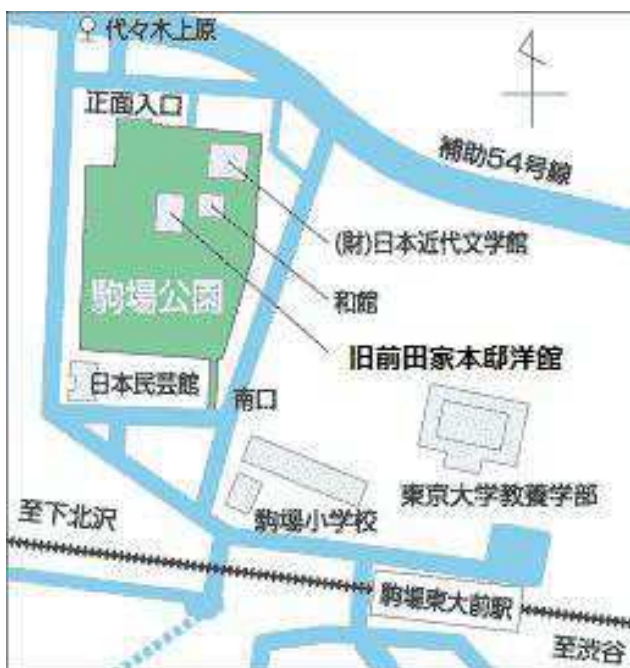 代々木上原
正面入口
補助54号線
(財)日本近代文学館
和館
駒場公園
旧前田家本邸洋館
日本民芸館
南口
東京大学教養学部
駒場小学校
至下北沢
駒場東大前駅
至渋谷